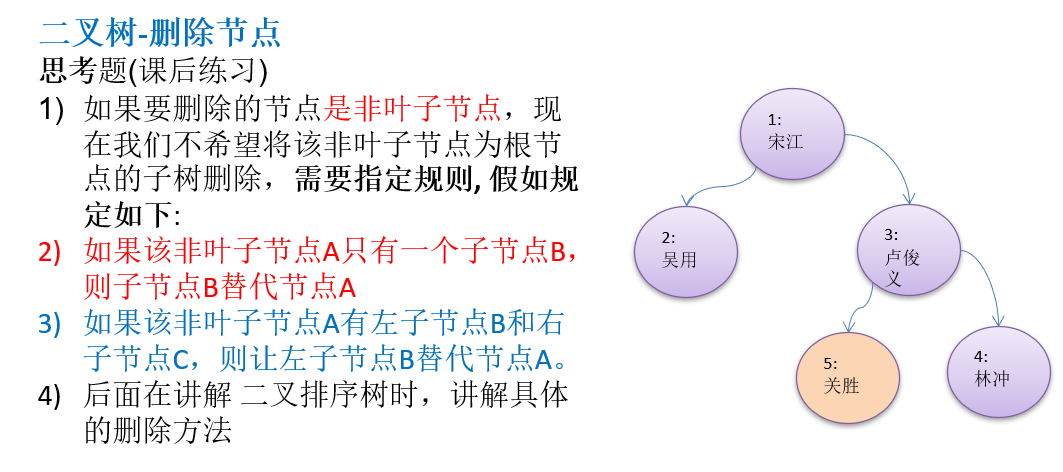 二叉树-删除节点
思考题(课后练习)
1) 如果要删除的节点是非叶子节点，现
在我们不希望将该非叶子节点为根节
点的子树删除，需要指定规则, 假如规
定如下:
2) 如果该非叶子节点A只有一个子节点B，
则子节点B替代节点A
3) 如果该非叶子节点A有左子节点B和右
子节点C，则让左子节点B替代节点A。
4) 后面在讲解 二叉排序树时，讲解具体
的删除方法
1:
宋江
2:
吴用
3:
卢俊
义
5:
关胜
4:
林冲